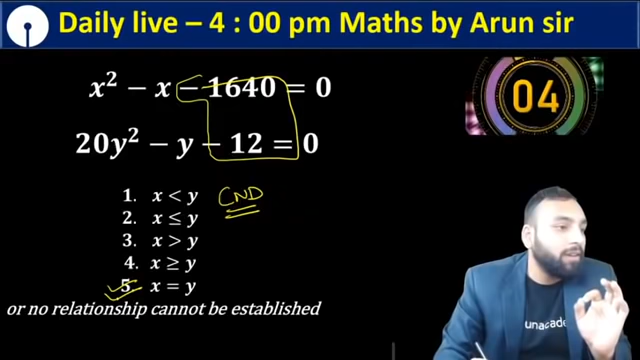 Daily live – 4 : 00 pm Maths by Arun sir
x² − x − 1640 = 0
04
20y² − y − 12 = 0
1. x < y CND
2. x ≤ y
3. x > y
4. x ≥ y
5. x = y
or no relationship cannot be established
unacade